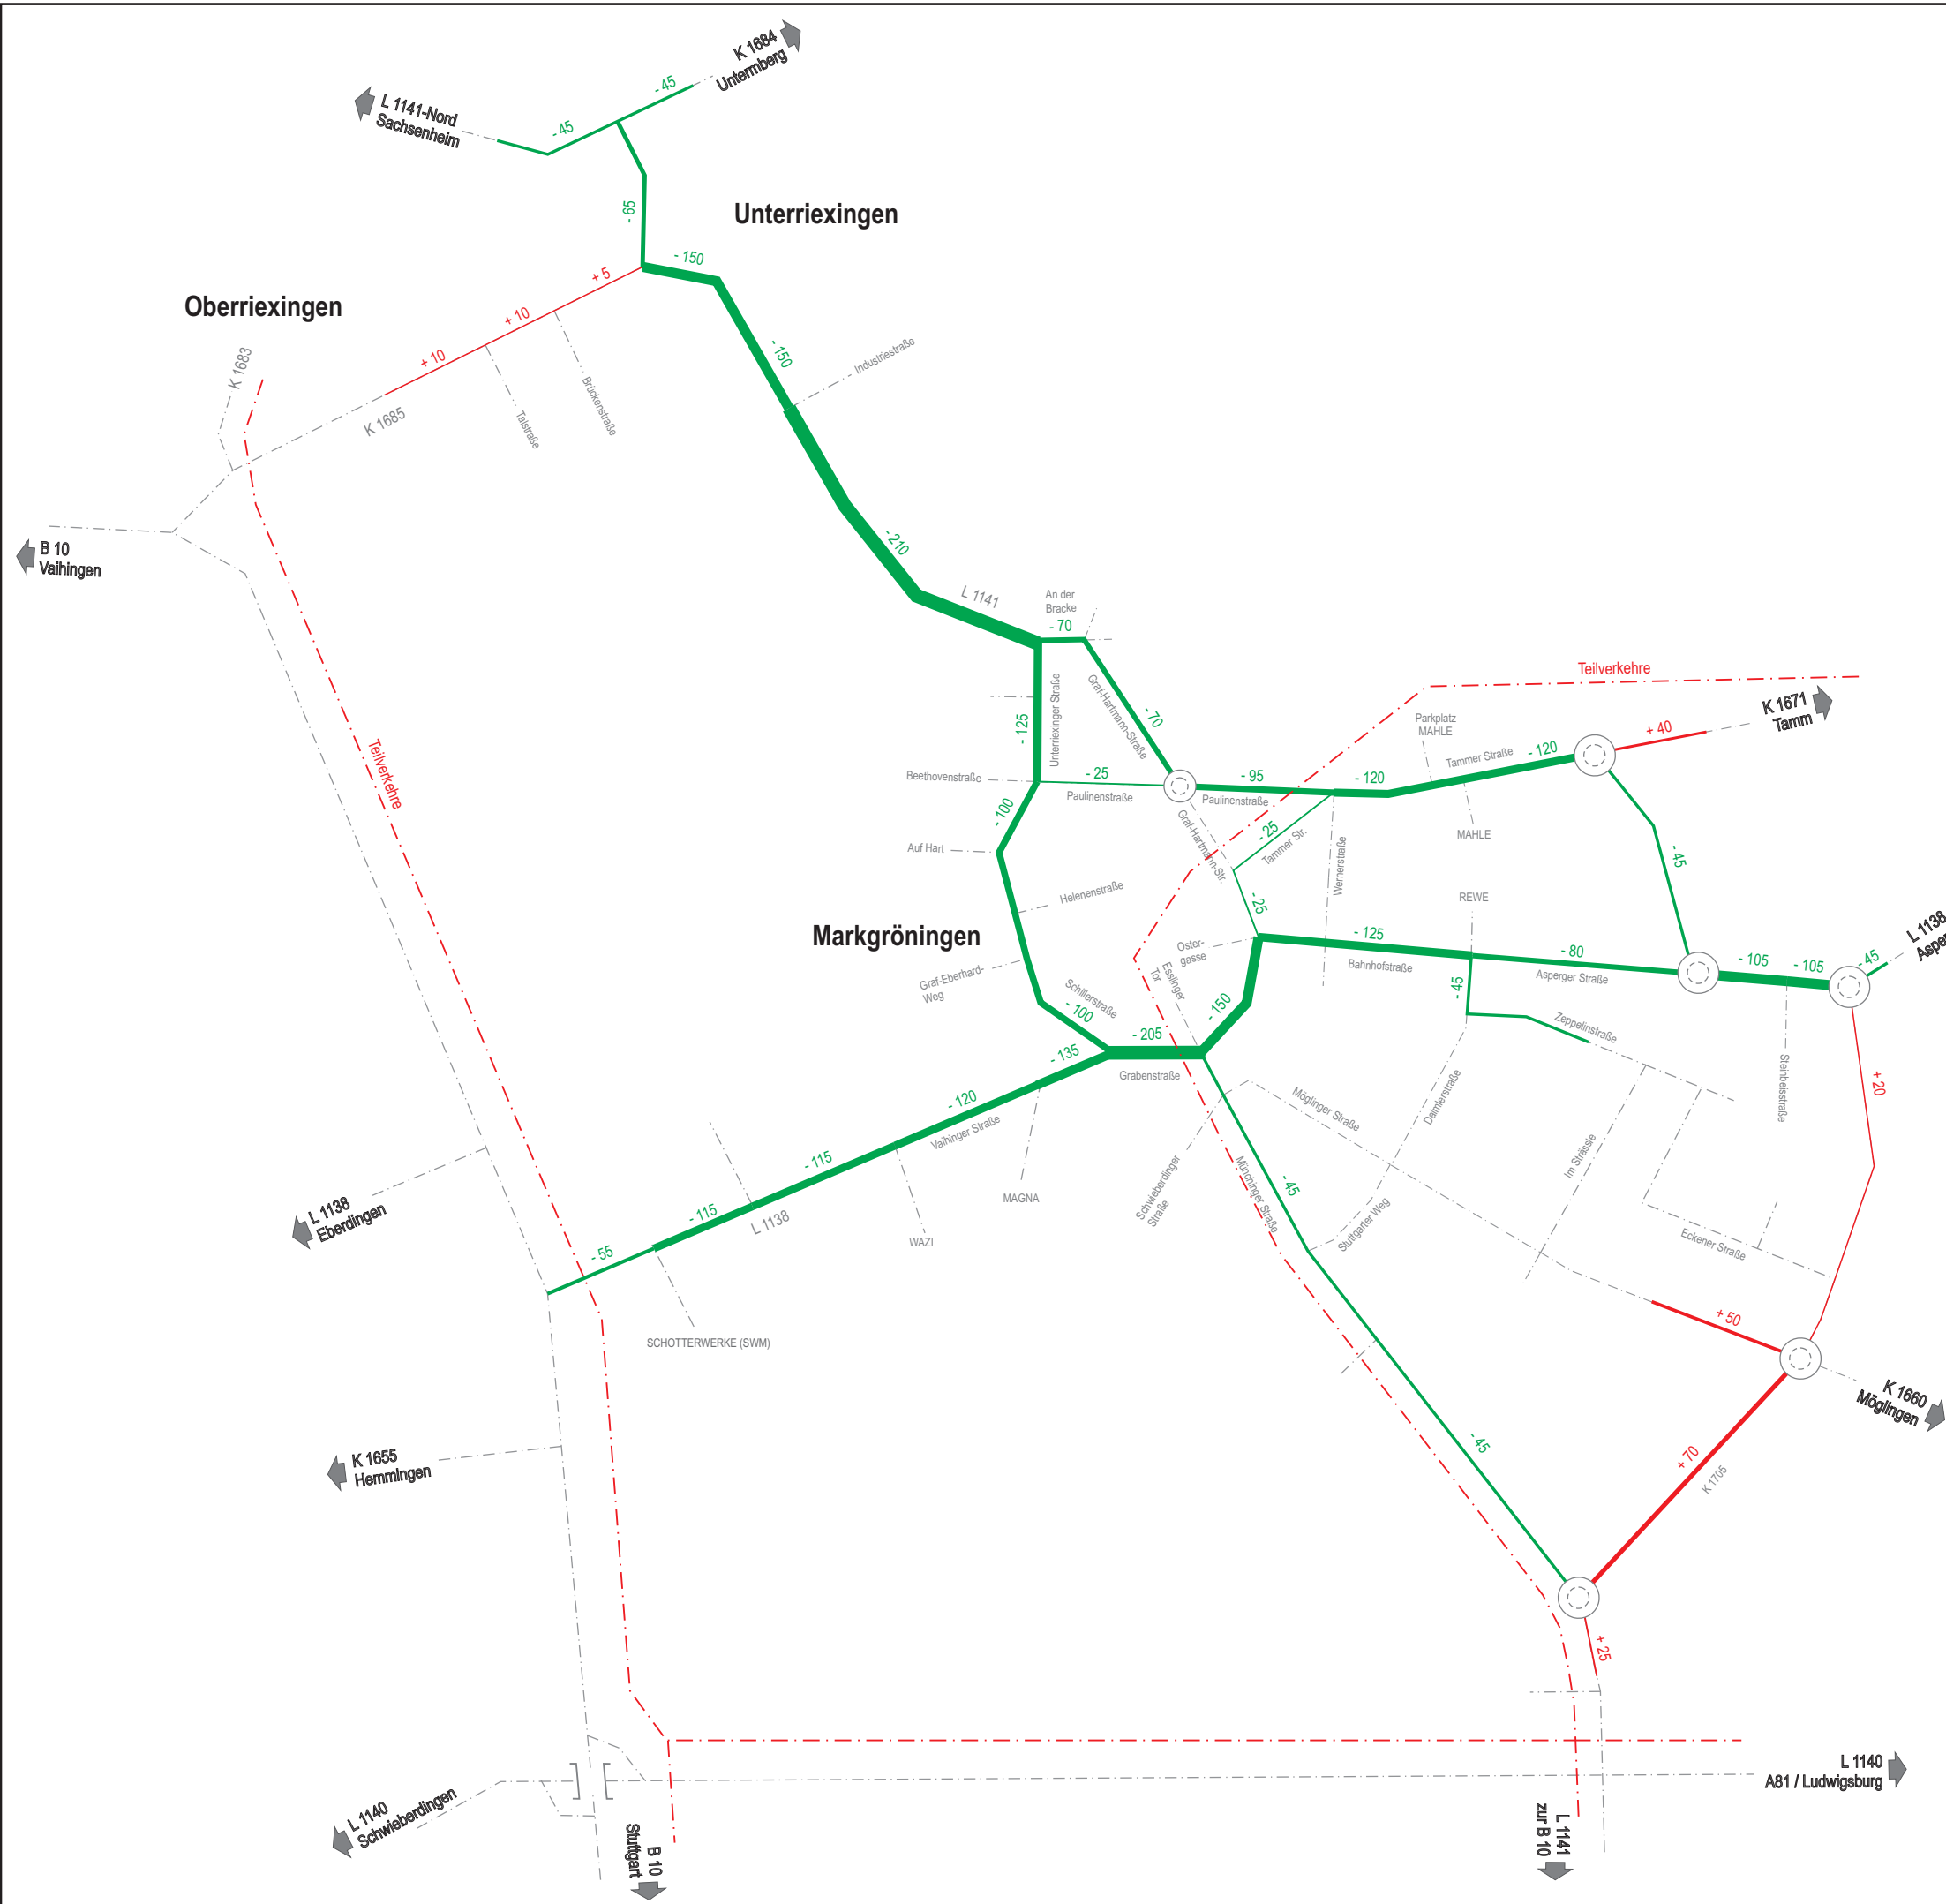 K 1684
Untermberg
L 1141-Nord
Sachsenheim
- 45
- 45
- 65
Unterriexingen
- 150
+ 5
+ 10
+ 10
Oberriexingen
K 1683
K 1685
Talstraße
Brückenstraße
- 150
Industriestraße
- 210
L 1141
B 10
Vaihingen
An der
Bracke
- 70
Graf-Hartmann-Straße
- 70
- 125
Unterriexinger Straße
Teilverkehre
K 1671
Tamm
+ 40
Parkplatz
MAHLE
Tammer Straße
- 120
- 120
- 95
- 25
Paulinenstraße
Paulinenstraße
Beethovenstraße
Teilverkehre
- 100
Auf Hart
Graf-Hartmann-Str.
- 25
Tammer Str.
Wernerstraße
MAHLE
- 45
Helenenstraße
- 25
REWE
Markgröningen
Oster-
gasse
Esslinger
Tor
- 125
Bahnhofstraße
- 80
Asperger Straße
- 105
- 105
- 45
L 1138
Graf-Eberhard-
Weg
Schillerstraße
- 100
- 150
- 45
Zeppelinstraße
- 205
Grabenstraße
- 135
- 120
Vaihinger Straße
Steinbeisstraße
+ 20
Möglinger Straße
Daimlerstraße
Im Strässle
- 115
- 115
L 1138
MAGNA
WAZI
Schwieberdinger
Straße
Münchinger Straße
- 45
Stuttgarter Weg
Eckener Straße
L 1138
Eberdingen
- 55
SCHOTTERWERKE (SWM)
+ 50
K 1660
Möglingen
K 1655
Hemmingen
- 45
+ 70
K 1705
+ 25
L 1140
A81 / Ludwigsburg
L 1140
Schwieberdingen
B 10
Stuttgart
L 1141
zur B 10